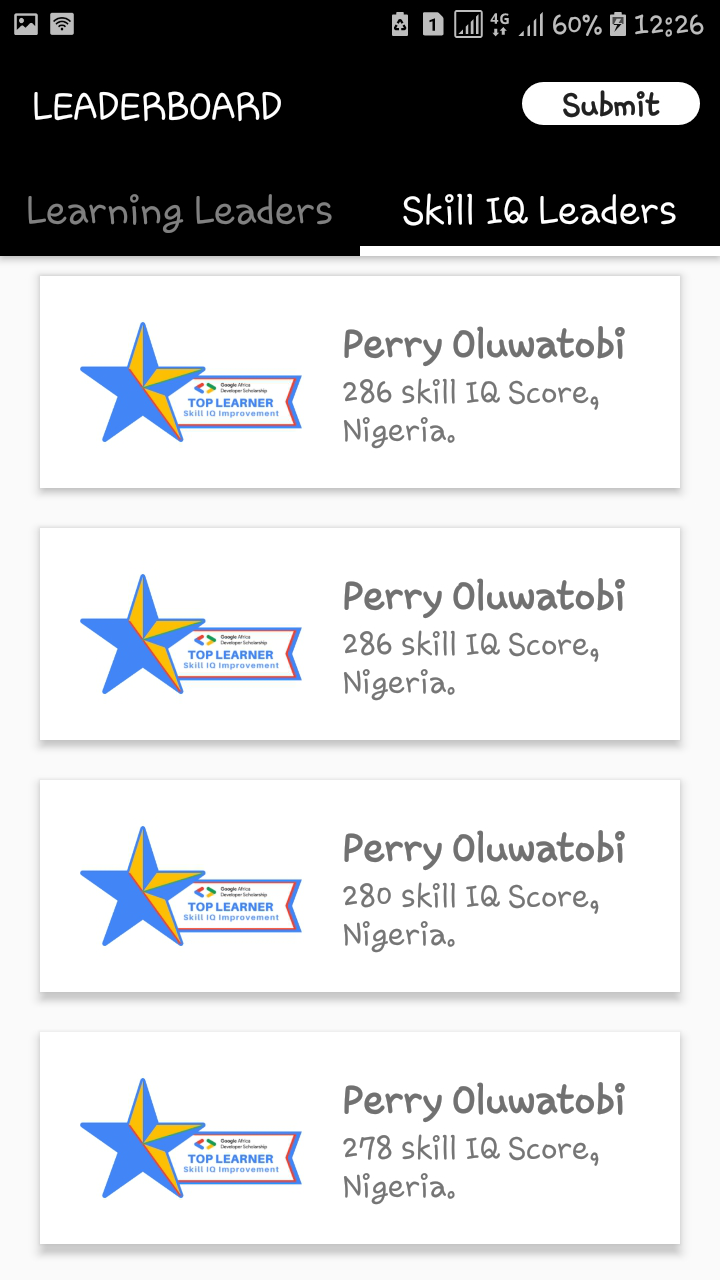 1 4G 60% 12:26
LEADERBOARD Submit
Learning Leaders Skill IQ Leaders
Google Africa
Developer Scholarship
TOP LEARNER
Skill IQ Improvement
Perry Oluwatobi
286 skill IQ Score,
Nigeria.
Google Africa
Developer Scholarship
TOP LEARNER
Skill IQ Improvement
Perry Oluwatobi
286 skill IQ Score,
Nigeria.
Google Africa
Developer Scholarship
TOP LEARNER
Skill IQ Improvement
Perry Oluwatobi
280 skill IQ Score,
Nigeria.
Google Africa
Developer Scholarship
TOP LEARNER
Skill IQ Improvement
Perry Oluwatobi
278 skill IQ Score,
Nigeria.